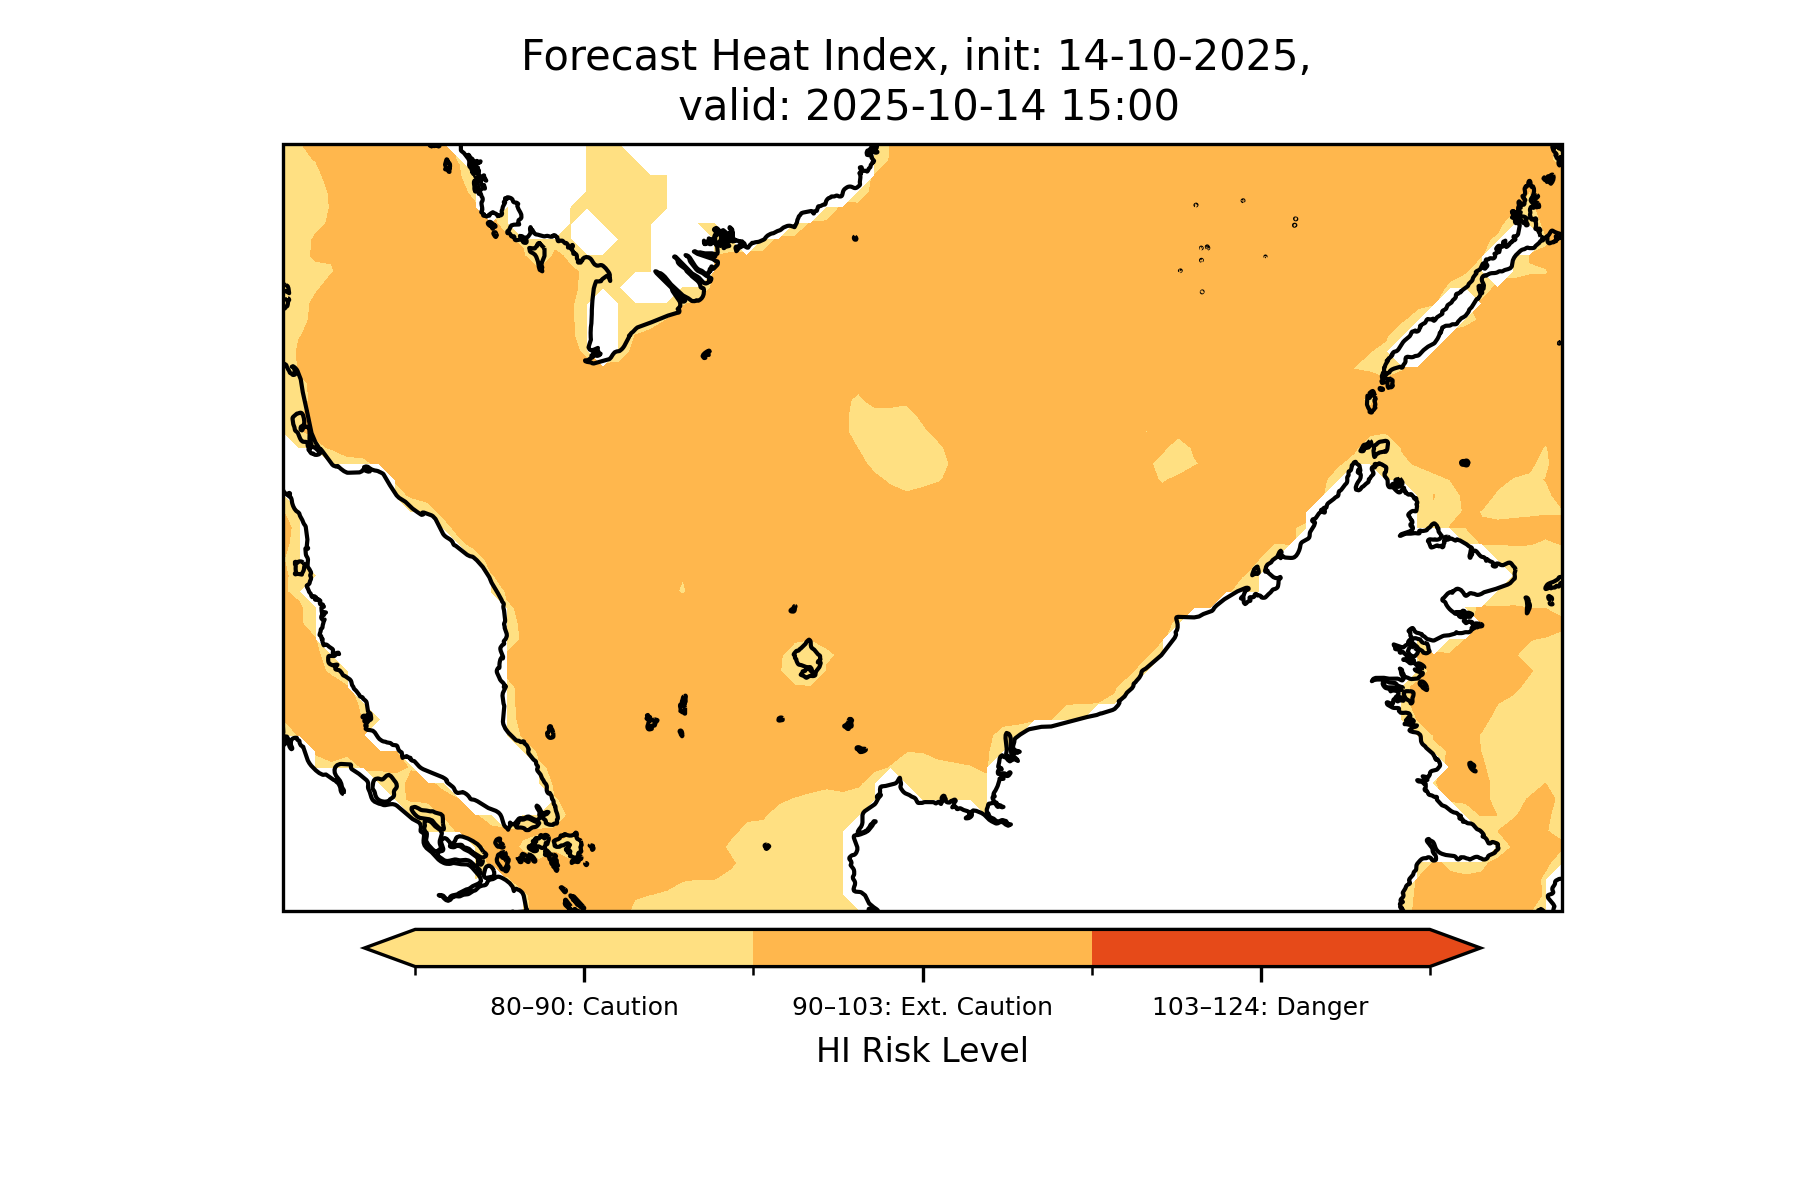 Forecast Heat Index, init: 14-10-2025,
valid: 2025-10-14 15:00
80–90: Caution
90–103: Ext. Caution
103–124: Danger
HI Risk Level